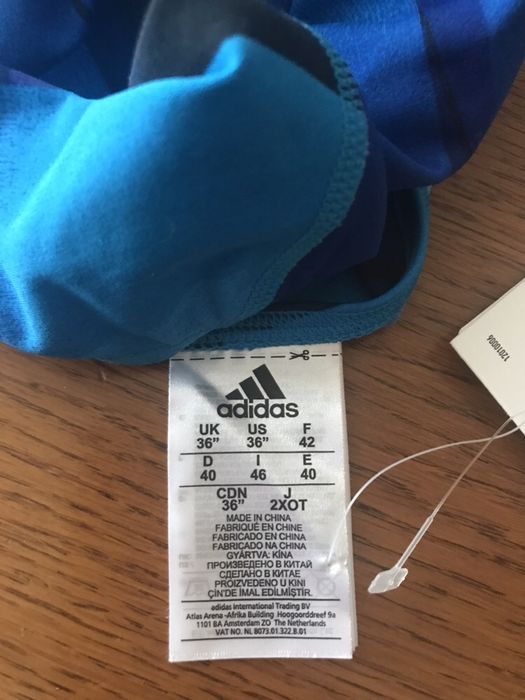 adidas
UK US F
36" 36" 42
D I E
40 46 40
CDN J
36" 2XOT
MADE IN CHINA
FABRIQUÉ EN CHINE
FABRICADO EN CHINA
FABRICADO NA CHINA
GYÁRTVA: KÍNA
ПРОИЗВЕДЕНО В КИТАЙ
СДЕЛАНО В КИТАЕ
PROIZVEDENO U KINI
ÇİN'DE IMAL EDİLMİŞTİR.
adidas International Trading BV
Atlas Arena -Afrika Building Hoogoorddreef 9a
1101 BA Amsterdam ZO The Netherlands
VAT NO. NL 8073.01.322.B.01